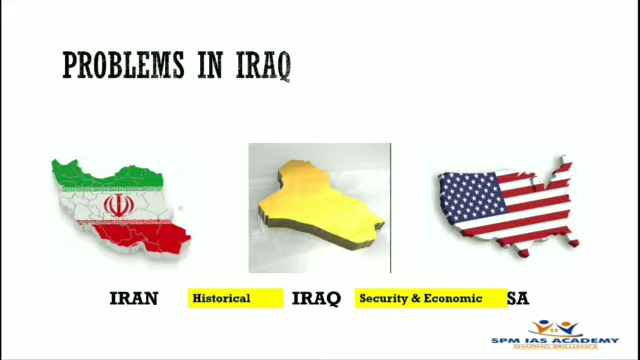 PROBLEMS IN IRAQ
IRAN Historical IRAQ Security & Economic SA
SPM IAS ACADEMY
SHAPING BRILLIANCE